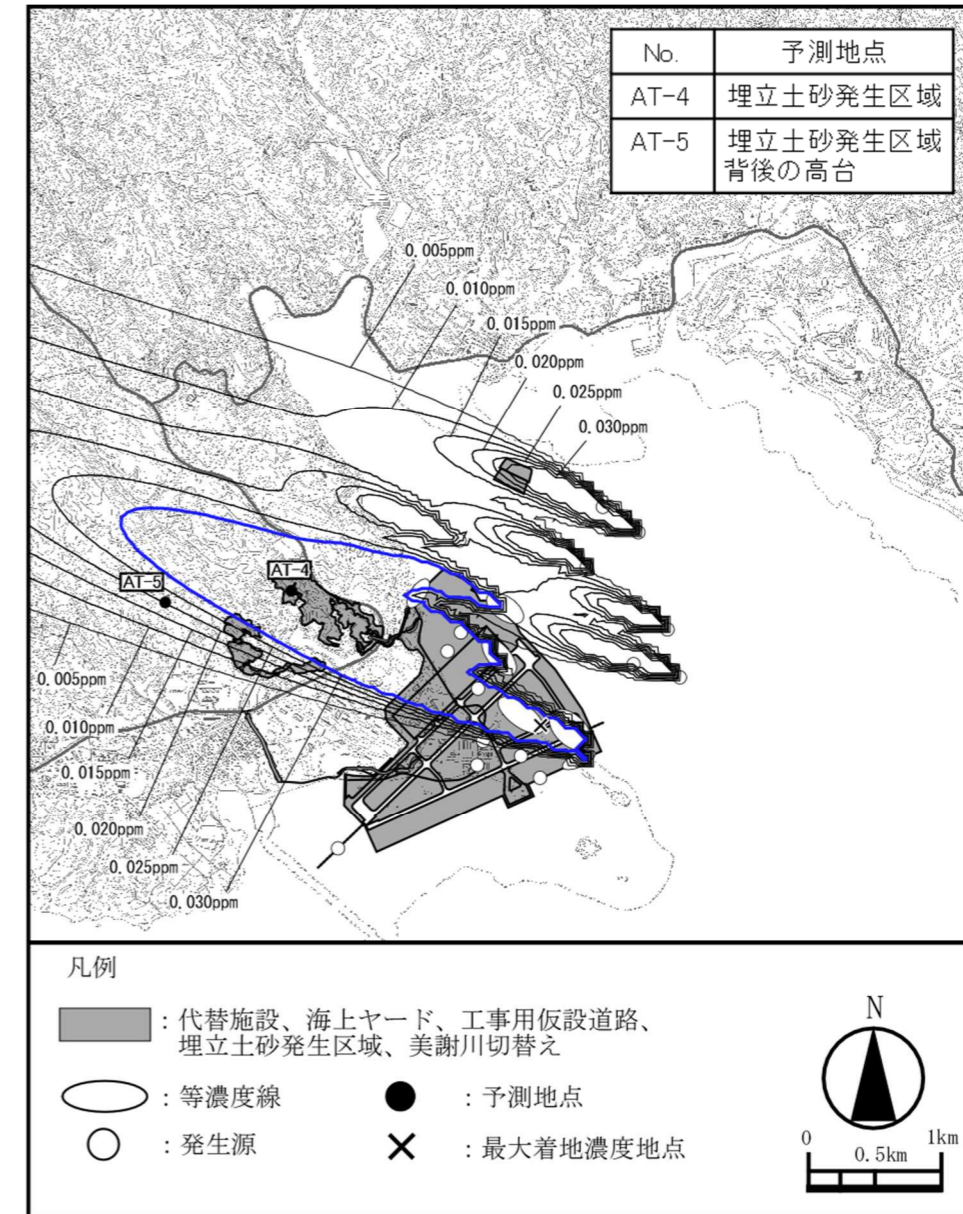 No. 予測地点
AT-4 埋立土砂発生区域
AT-5 埋立土砂発生区域
背後の高台
0.005ppm
0.010ppm
0.015ppm
0.020ppm
0.025ppm
0.030ppm
AT-4
AT-5
0.005ppm
0.010ppm
0.015ppm
0.020ppm
0.025ppm
0.030ppm
凡例
：代替施設、海上ヤード、工事用仮設道路、
埋立土砂発生区域、美謝川切替え
：等濃度線
：予測地点
：発生源
：最大着地濃度地点
N
0 1km
0.5km